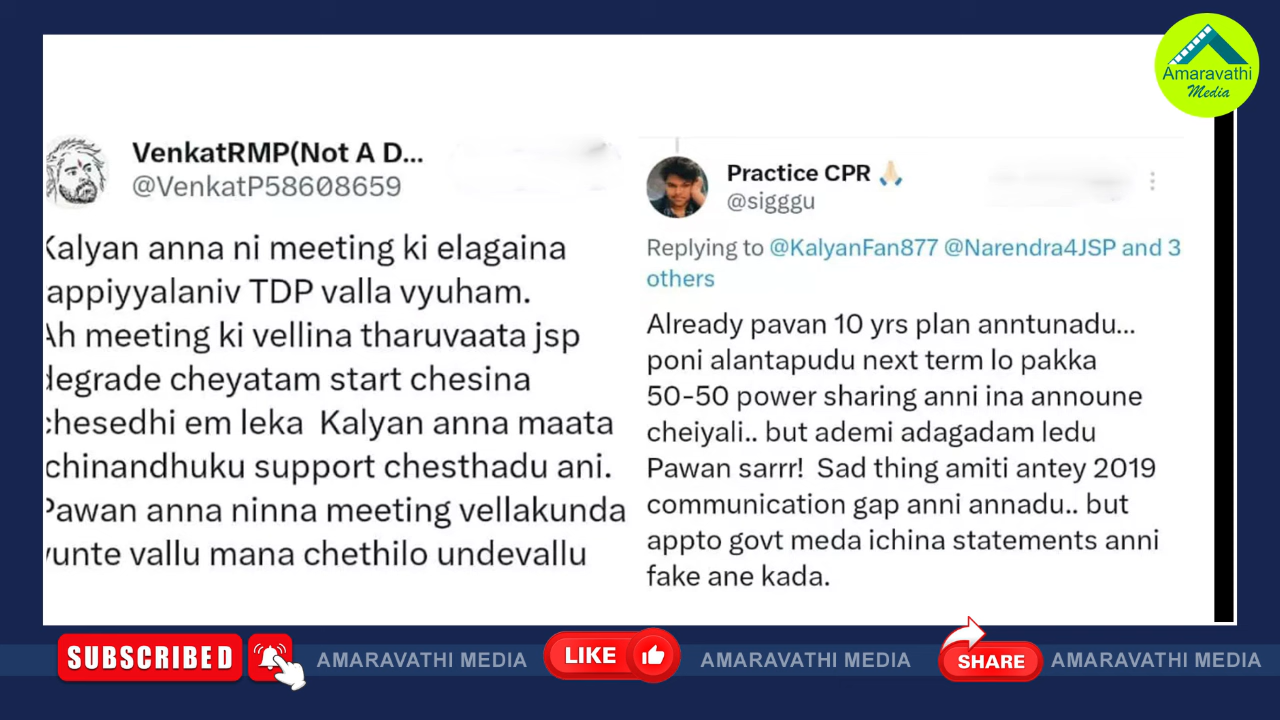 Amaravathi
Media
VenkatRMP(Not A D...
@VenkatP58608659
Kalyan anna ni meeting ki elagaina
appiyyalaniv TDP valla vyuham.
Ah meeting ki vellina tharuvaata jsp
degrade cheyatam start chesina
chesedhi em leka Kalyan anna maata
ichinandhuku support chesthadu ani.
Pawan anna ninna meeting vellakunda
vunte vallu mana chethilo undevallu
Practice CPR 🙏🏻
@sigggu
Replying to @KalyanFan877 @Narendra4JSP and 3
others
Already pavan 10 yrs plan anntunadu...
poni alantapudu next term lo pakka
50-50 power sharing anni ina announe
cheiyali.. but ademi adagadam ledu
Pawan sarrr! Sad thing amiti antey 2019
communication gap anni annadu.. but
appto govt meda ichina statements anni
fake ane kada.
SUBSCRIBED
AMARAVATHI MEDIA
LIKE
AMARAVATHI MEDIA
SHARE
AMARAVATHI MEDIA